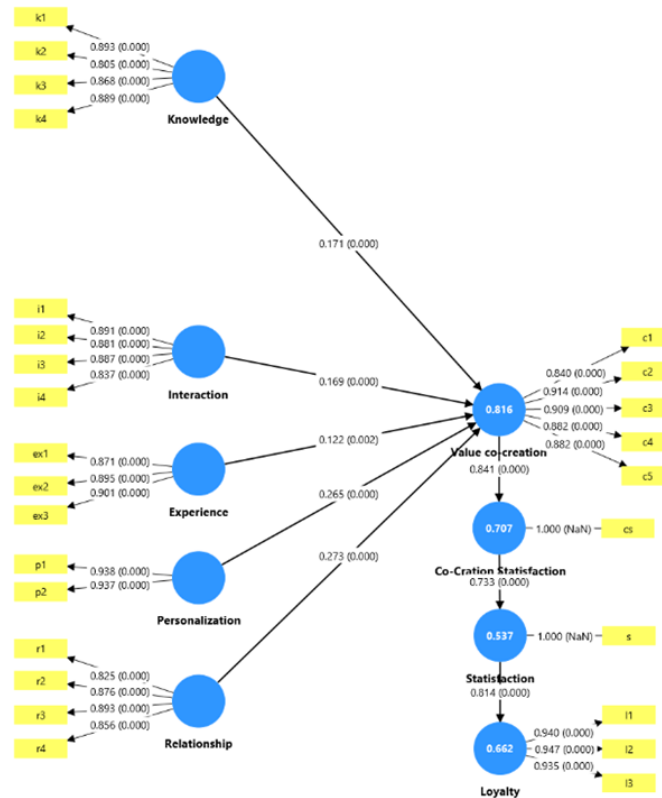 k1
0.893 (0.000)
k2
0.805 (0.000)
k3
0.868 (0.000)
0.889 (0.000)
k4
Knowledge
0.171 (0.000)
i1
0.891 (0.000)
i2
0.881 (0.000)
i3
0.887 (0.000)
0.837 (0.000)
i4
Interaction
0.169 (0.000)
ex1
0.871 (0.000)
ex2
0.895 (0.000)
0.901 (0.000)
ex3
Experience
0.122 (0.002)
p1
0.938 (0.000)
p2
0.937 (0.000)
Personalization
0.265 (0.000)
r1
0.825 (0.000)
r2
0.876 (0.000)
r3
0.893 (0.000)
0.856 (0.000)
r4
Relationship
0.273 (0.000)
0.816
Value co-creation
c1
0.840 (0.000)
c2
0.914 (0.000)
c3
0.909 (0.000)
0.882 (0.000)
c4
0.882 (0.000)
c5
0.841 (0.000)
0.707
1.000 (NaN)
cs
Co-Cration Statisfaction
0.733 (0.000)
0.537
1.000 (NaN)
s
Statisfaction
0.814 (0.000)
0.662
0.940 (0.000)
l1
0.947 (0.000)
l2
0.935 (0.000)
l3
Loyalty